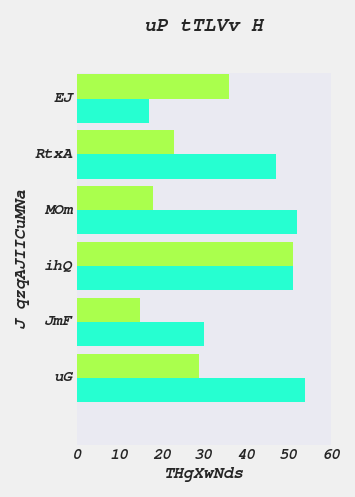 uP tTLVv H
EJ
RtxA
MOm
ihQ
JmF
uG
J qzqAJIICuMNa
0 10 20 30 40 50 60
THgXwNds